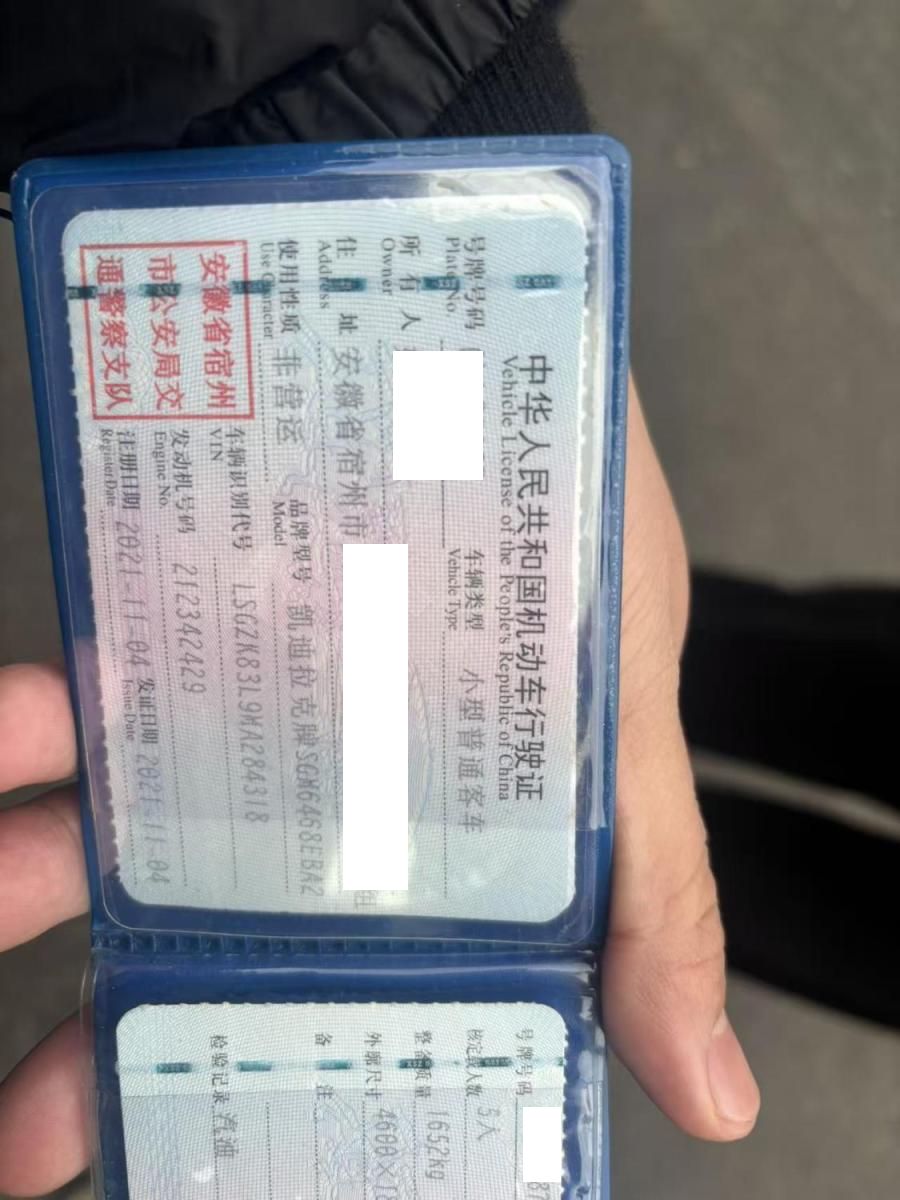 中华人民共和国机动车行驶证
Vehicle License of the People's Republic of China
号牌号码
Plate No.
车辆类型 小型普通客车
Vehicle Type
所有人
Owner
住址 安徽省宿州市
Address
组
使用性质 非营运
Use Character
品牌型号 凯迪拉克牌SGM6468EBA2
Model
安徽省宿州
市公安局交
通警察支队
车辆识别代号 LSGZK83L9MA284318
VIN
发动机号码 212342429
Engine No.
注册日期 2021-11-04
Register Date
发证日期 2021-11-04
Issue Date
号牌号码
核定载人数 5人
整备质量 1652kg
外廓尺寸 4600×18
备注
检验记录 汽油